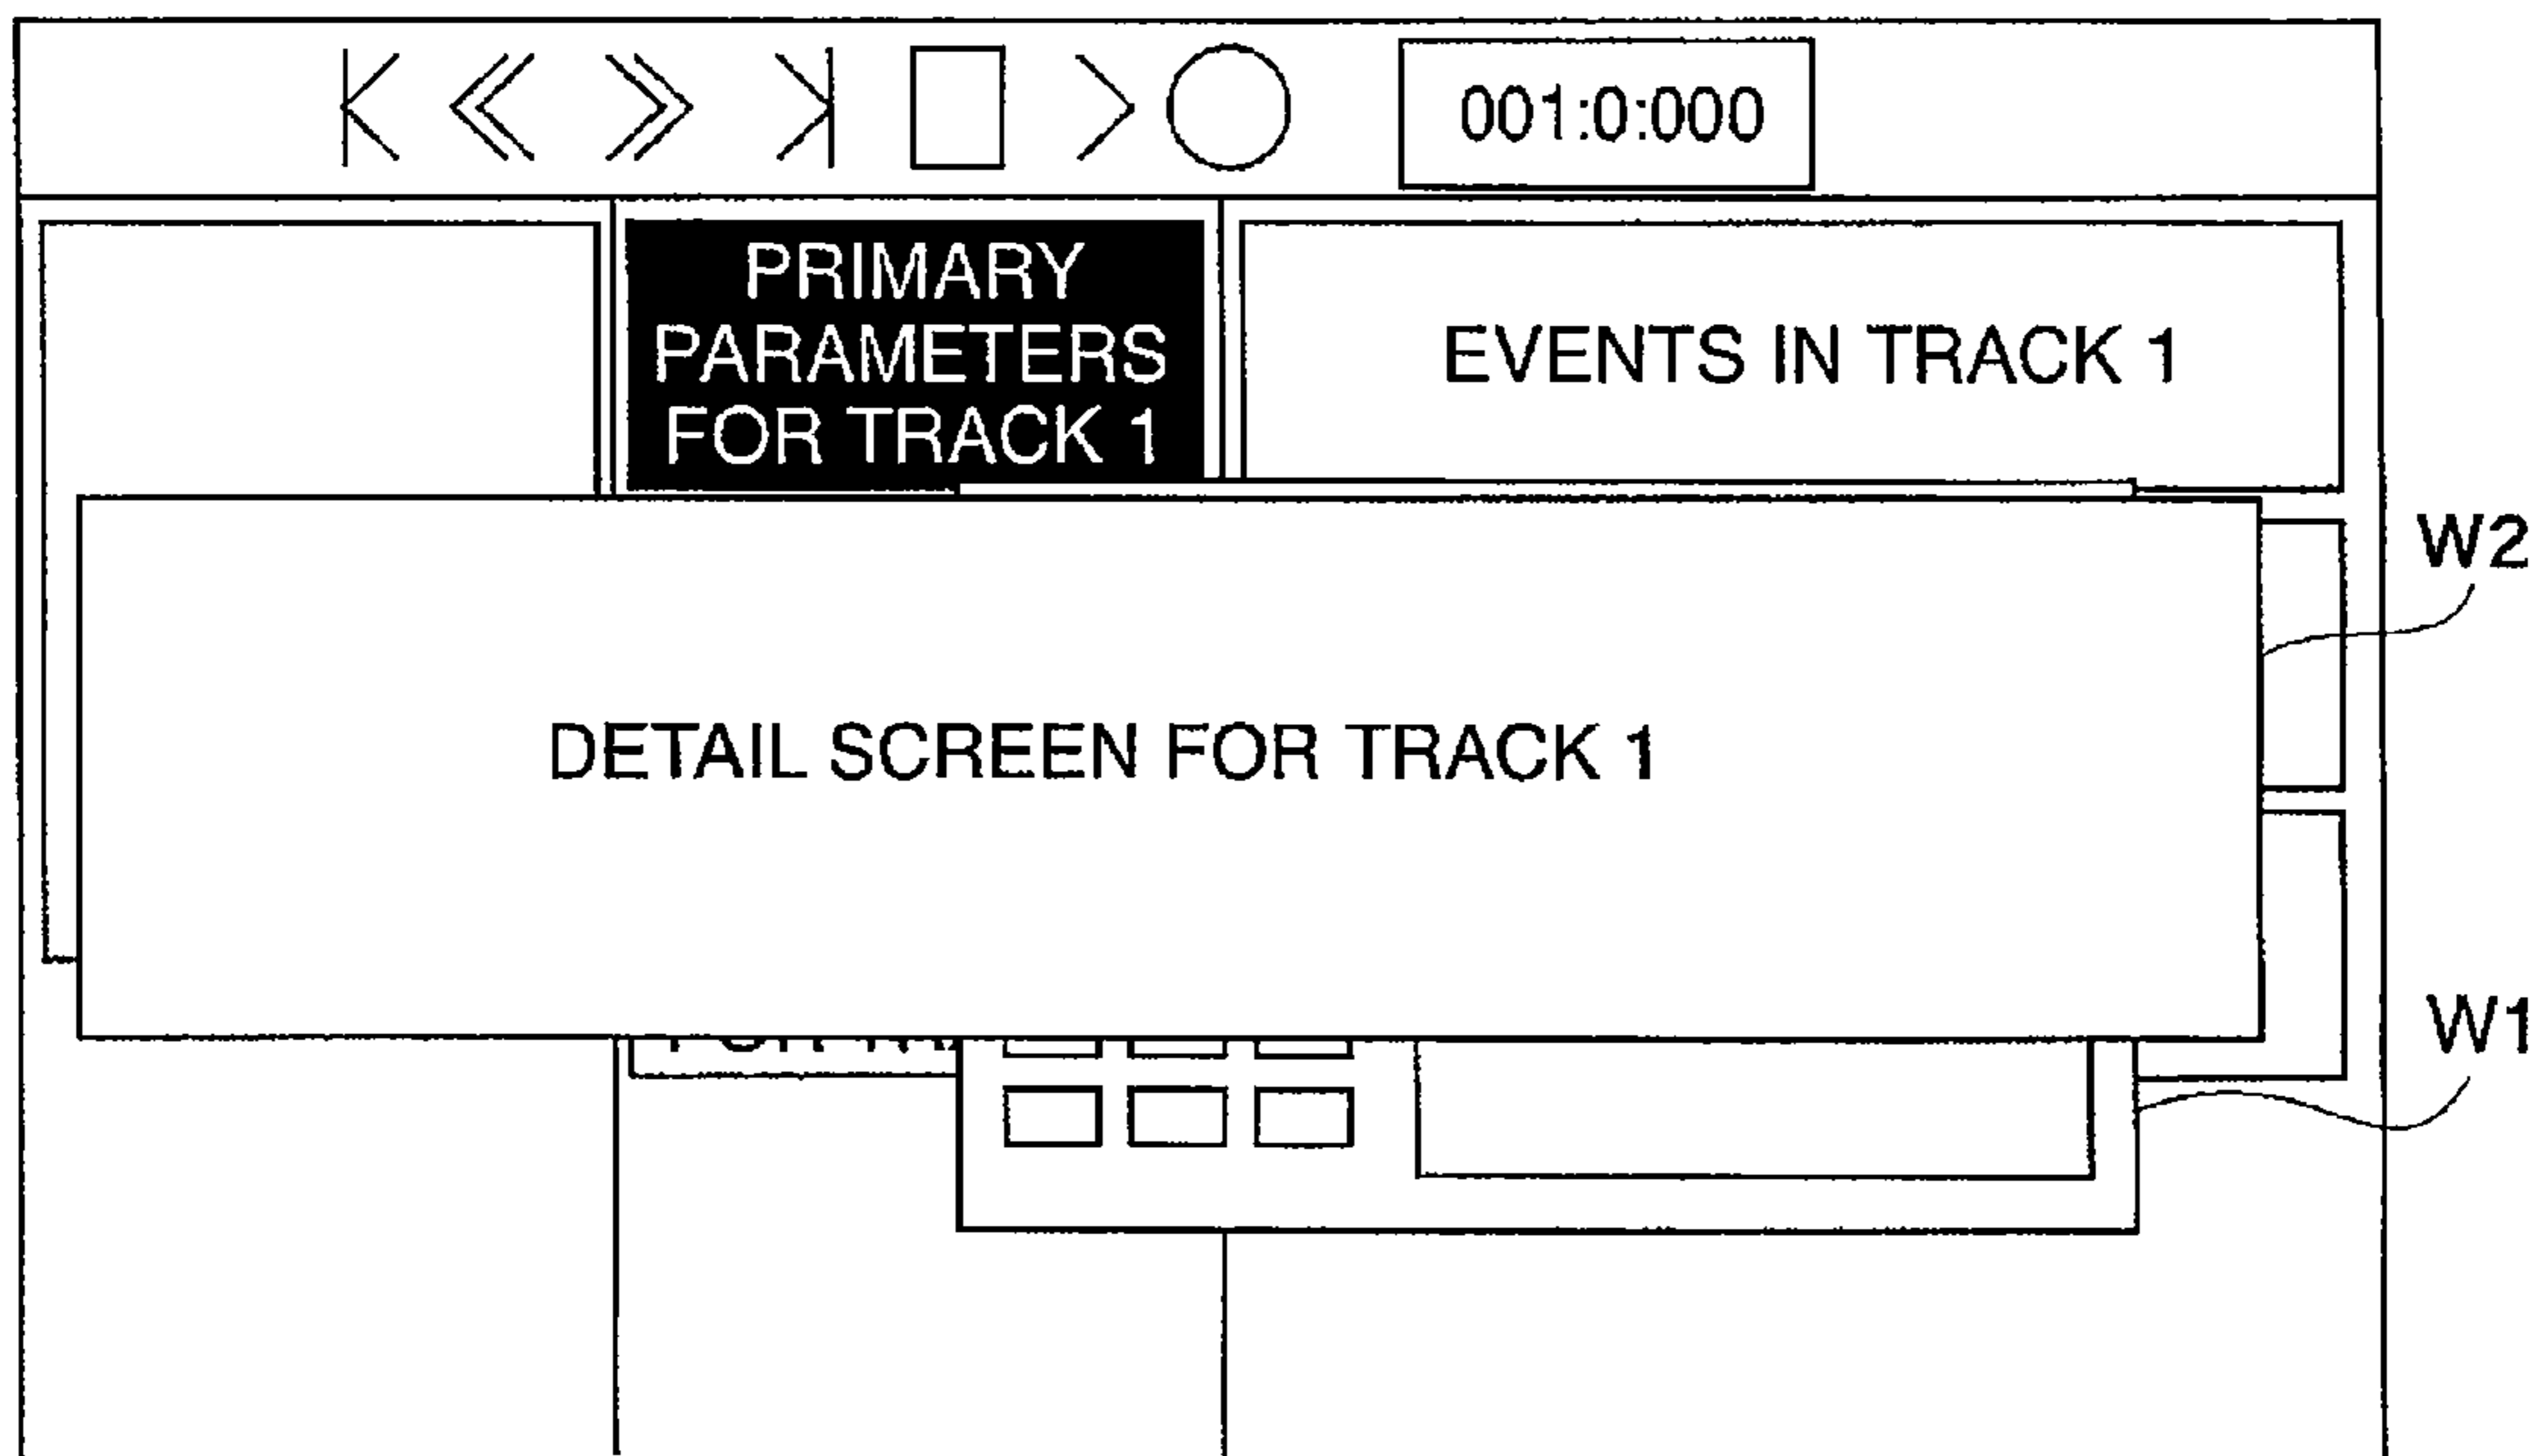 001:0:000
PRIMARY
PARAMETERS
FOR TRACK 1
EVENTS IN TRACK 1
W2
DETAIL SCREEN FOR TRACK 1
W1